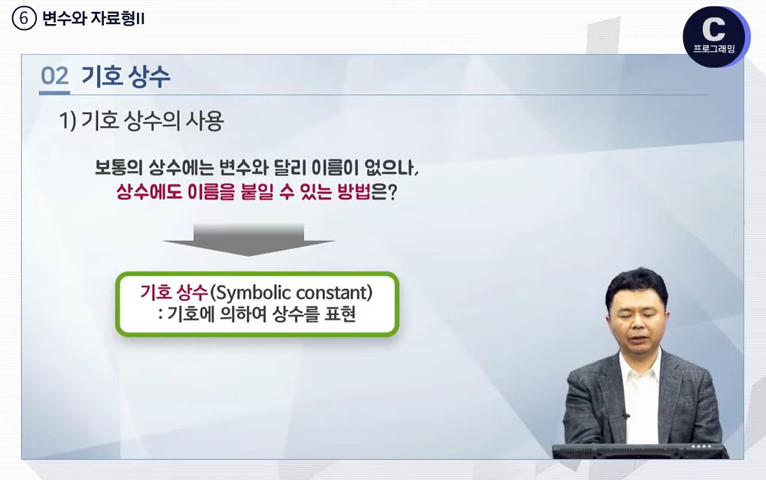 ⑥ 변수와 자료형II
C
프로그래밍
02 기호 상수
1) 기호 상수의 사용
보통의 상수에는 변수와 달리 이름이 없으나,
상수에도 이름을 붙일 수 있는 방법은?
기호 상수(Symbolic constant)
: 기호에 의하여 상수를 표현